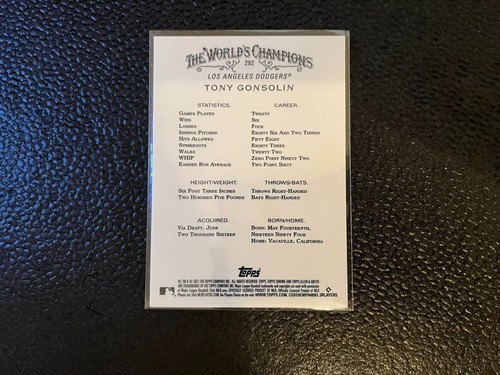 THE WORLD'S CHAMPIONS
292
LOS ANGELES DODGERS®
TONY GONSOLIN
STATISTICS. CAREER.
GAMES PLAYED TWENTY
WINS SIX
LOSSES FOUR
INNINGS PITCHED EIGHTY SIX AND TWO THIRDS
HITS ALLOWED FIFTY EIGHT
STRIKEOUTS EIGHTY THREE
WALKS TWENTY TWO
WHIP ZERO POINT NINETY TWO
EARNED RUN AVERAGE TWO POINT SIXTY
HEIGHT/WEIGHT. THROWS/BATS.
SIX FOOT THREE INCHES THROWS RIGHT-HANDED
TWO HUNDRED FIVE POUNDS BATS RIGHT-HANDED
ACQUIRED. BORN/HOME.
VIA DRAFT, JUNE BORN: MAY FOURTEENTH,
TWO THOUSAND SIXTEEN NINETEEN NINETY FOUR
HOME: VACAVILLE, CALIFORNIA
Topps